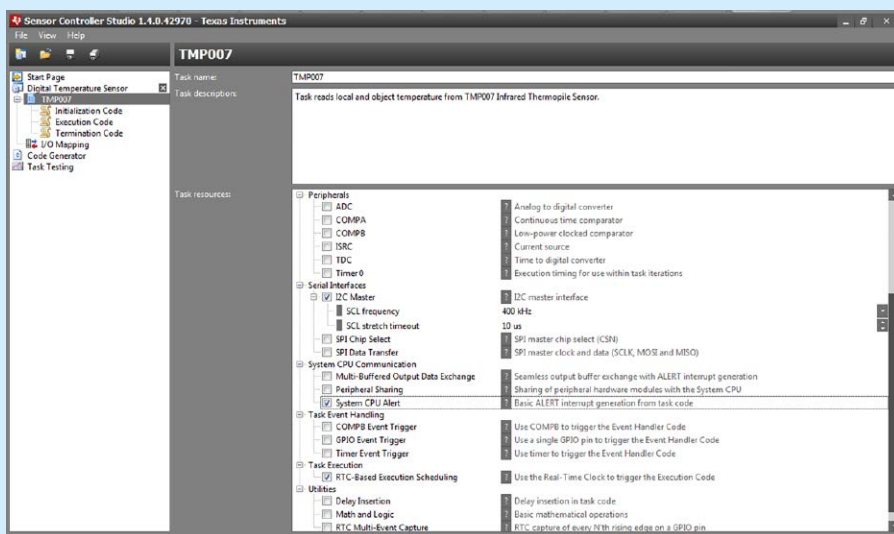 Sensor Controller Studio 1.4.0.42970 - Texas Instruments
File View Help
TMP007
Start Page
Digital Temperature Sensor
TMP007
Initialization Code
Execution Code
Termination Code
I/O Mapping
Code Generator
Task Testing
Task name: TMP007
Task description: Task reads local and object temperature from TMP007 Infrared Thermopile Sensor.
Task resources:
Peripherals
ADC ? Analog to digital converter
COMPA ? Continuous time comparator
COMPB ? Low-power clocked comparator
ISRC ? Current source
TDC ? Time to digital converter
Timer0 ? Execution timing for use within task iterations
Serial Interfaces
I2C Master ? I2C master interface
SCL frequency 400 kHz
SCL stretch timeout 10 us
SPI Chip Select ? SPI master chip select (CSN)
SPI Data Transfer ? SPI master clock and data (SCLK, MOSI and MISO)
System CPU Communication
Multi-Buffered Output Data Exchange ? Seamless output buffer exchange with ALERT interrupt generation
Peripheral Sharing ? Sharing of peripheral hardware modules with the System CPU
System CPU Alert ? Basic ALERT interrupt generation from task code
Task Event Handling
COMPB Event Trigger ? Use COMPB to trigger the Event Handler Code
GPIO Event Trigger ? Use a single GPIO pin to trigger the Event Handler Code
Timer Event Trigger ? Use timer to trigger the Event Handler Code
Task Execution
RTC-Based Execution Scheduling ? Use the Real-Time Clock to trigger the Execution Code
Utilities
Delay Insertion ? Delay insertion in task code
Math and Logic ? Basic mathematical operations
RTC Multi-Event Capture ? RTC capture of every N'th rising edge on a GPIO pin